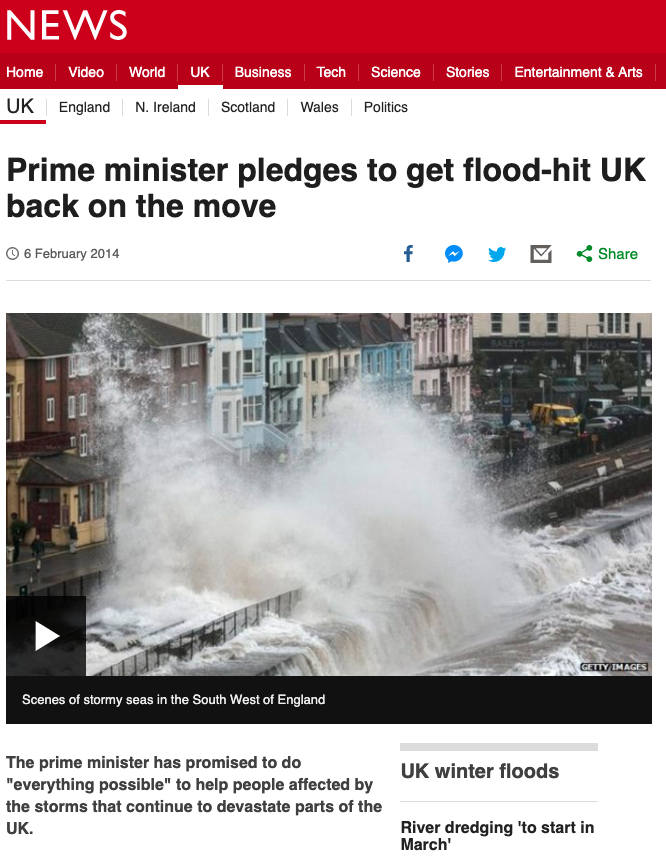 NEWS
Home Video World UK Business Tech Science Stories Entertainment & Arts
UK England N. Ireland Scotland Wales Politics
Prime minister pledges to get flood-hit UK
back on the move
6 February 2014
Share
BAILEY'S
GETTY IMAGES
Scenes of stormy seas in the South West of England
The prime minister has promised to do
"everything possible" to help people affected by
the storms that continue to devastate parts of the
UK.
UK winter floods
River dredging 'to start in
March'